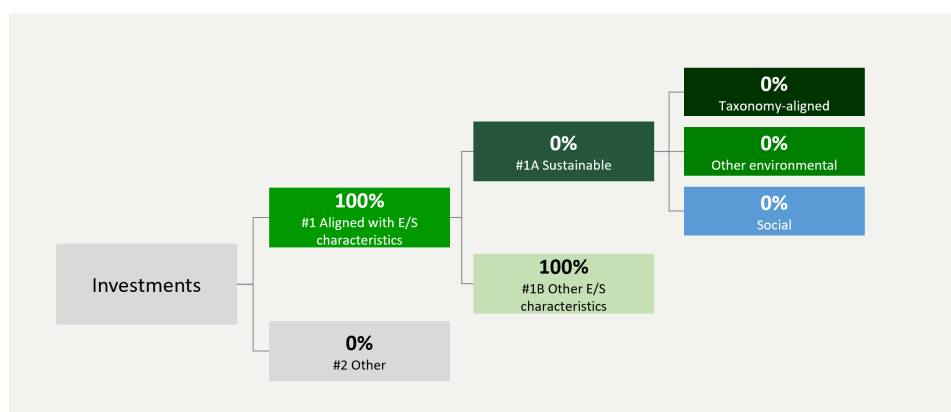 Investments
100%
#1 Aligned with E/S
characteristics
0%
#2 Other
0%
#1A Sustainable
100%
#1B Other E/S
characteristics
0%
Taxonomy-aligned
0%
Other environmental
0%
Social